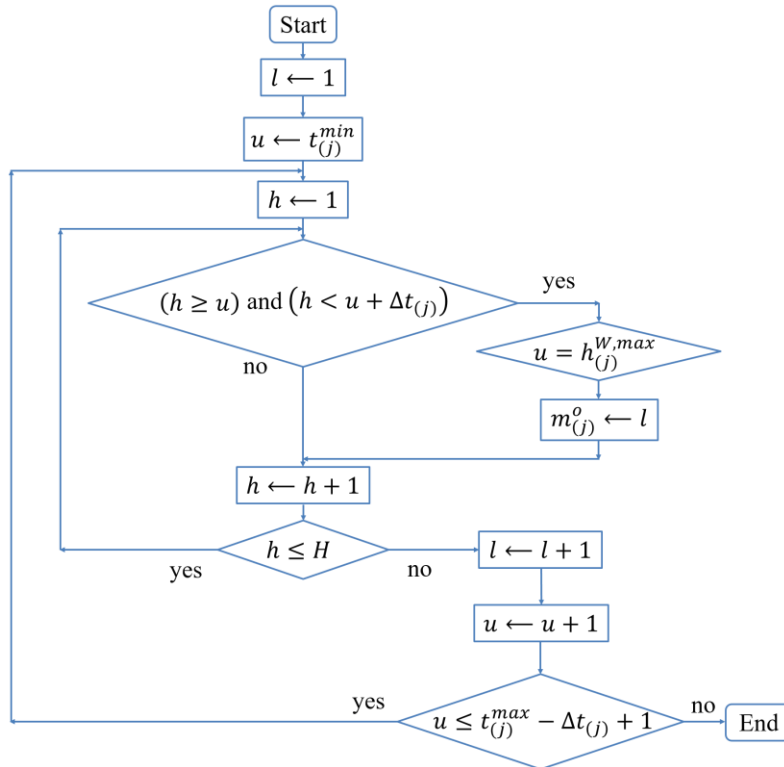 Start
l ⟵ 1
u ⟵ t_{(j)}^{min}
h ⟵ 1
(h ≥ u) and (h < u + Δt_{(j)})
yes
no
u = h_{(j)}^{W,max}
m_{(j)}^{o} ⟵ l
h ⟵ h + 1
h ≤ H
yes
no
l ⟵ l + 1
u ⟵ u + 1
u ≤ t_{(j)}^{max} − Δt_{(j)} + 1
yes
no
End